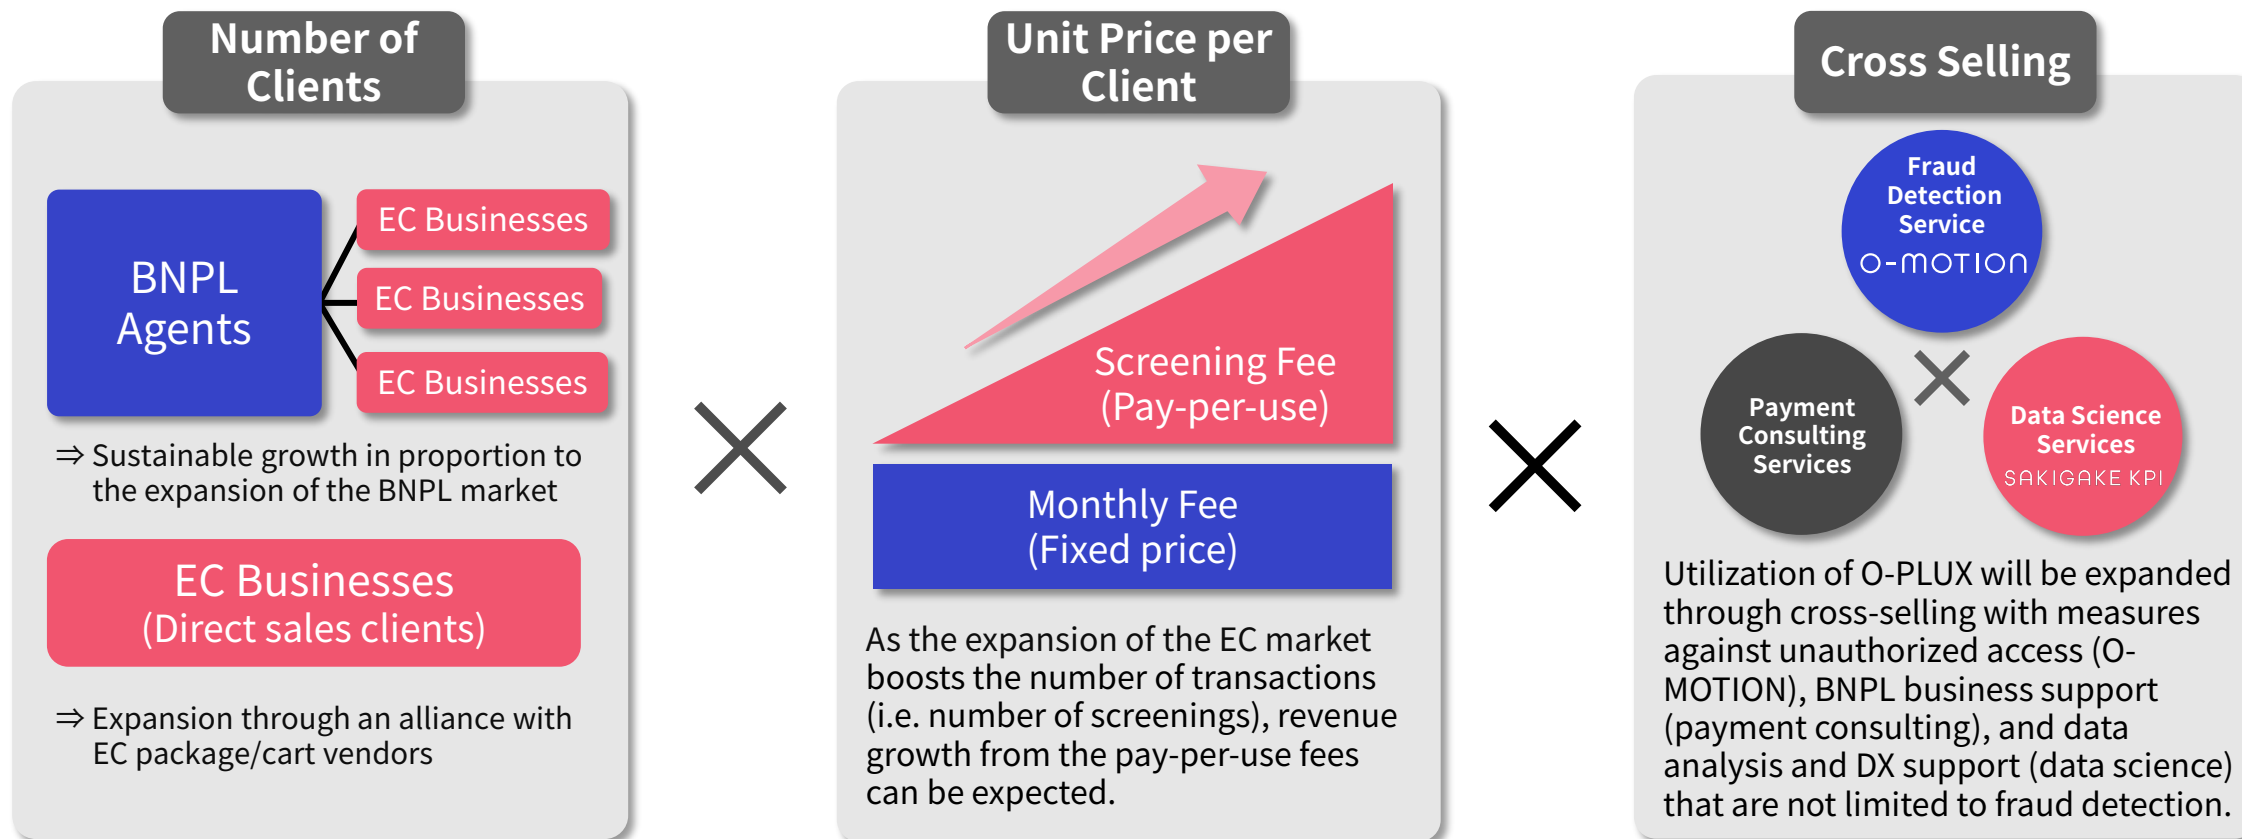 Number of
Clients
BNPL
Agents
EC Businesses
EC Businesses
EC Businesses
⇒ Sustainable growth in proportion to
the expansion of the BNPL market
EC Businesses
(Direct sales clients)
⇒ Expansion through an alliance with
EC package/cart vendors
Unit Price per
Client
Screening Fee
(Pay-per-use)
Monthly Fee
(Fixed price)
As the expansion of the EC market
boosts the number of transactions
(i.e. number of screenings), revenue
growth from the pay-per-use fees
can be expected.
Cross Selling
Fraud
Detection
Service
O-MOTION
Payment
Consulting
Services
Data Science
Services
SAKIGAKE KPI
Utilization of O-PLUX will be expanded
through cross-selling with measures
against unauthorized access (O-
MOTION), BNPL business support
(payment consulting), and data
analysis and DX support (data science)
that are not limited to fraud detection.